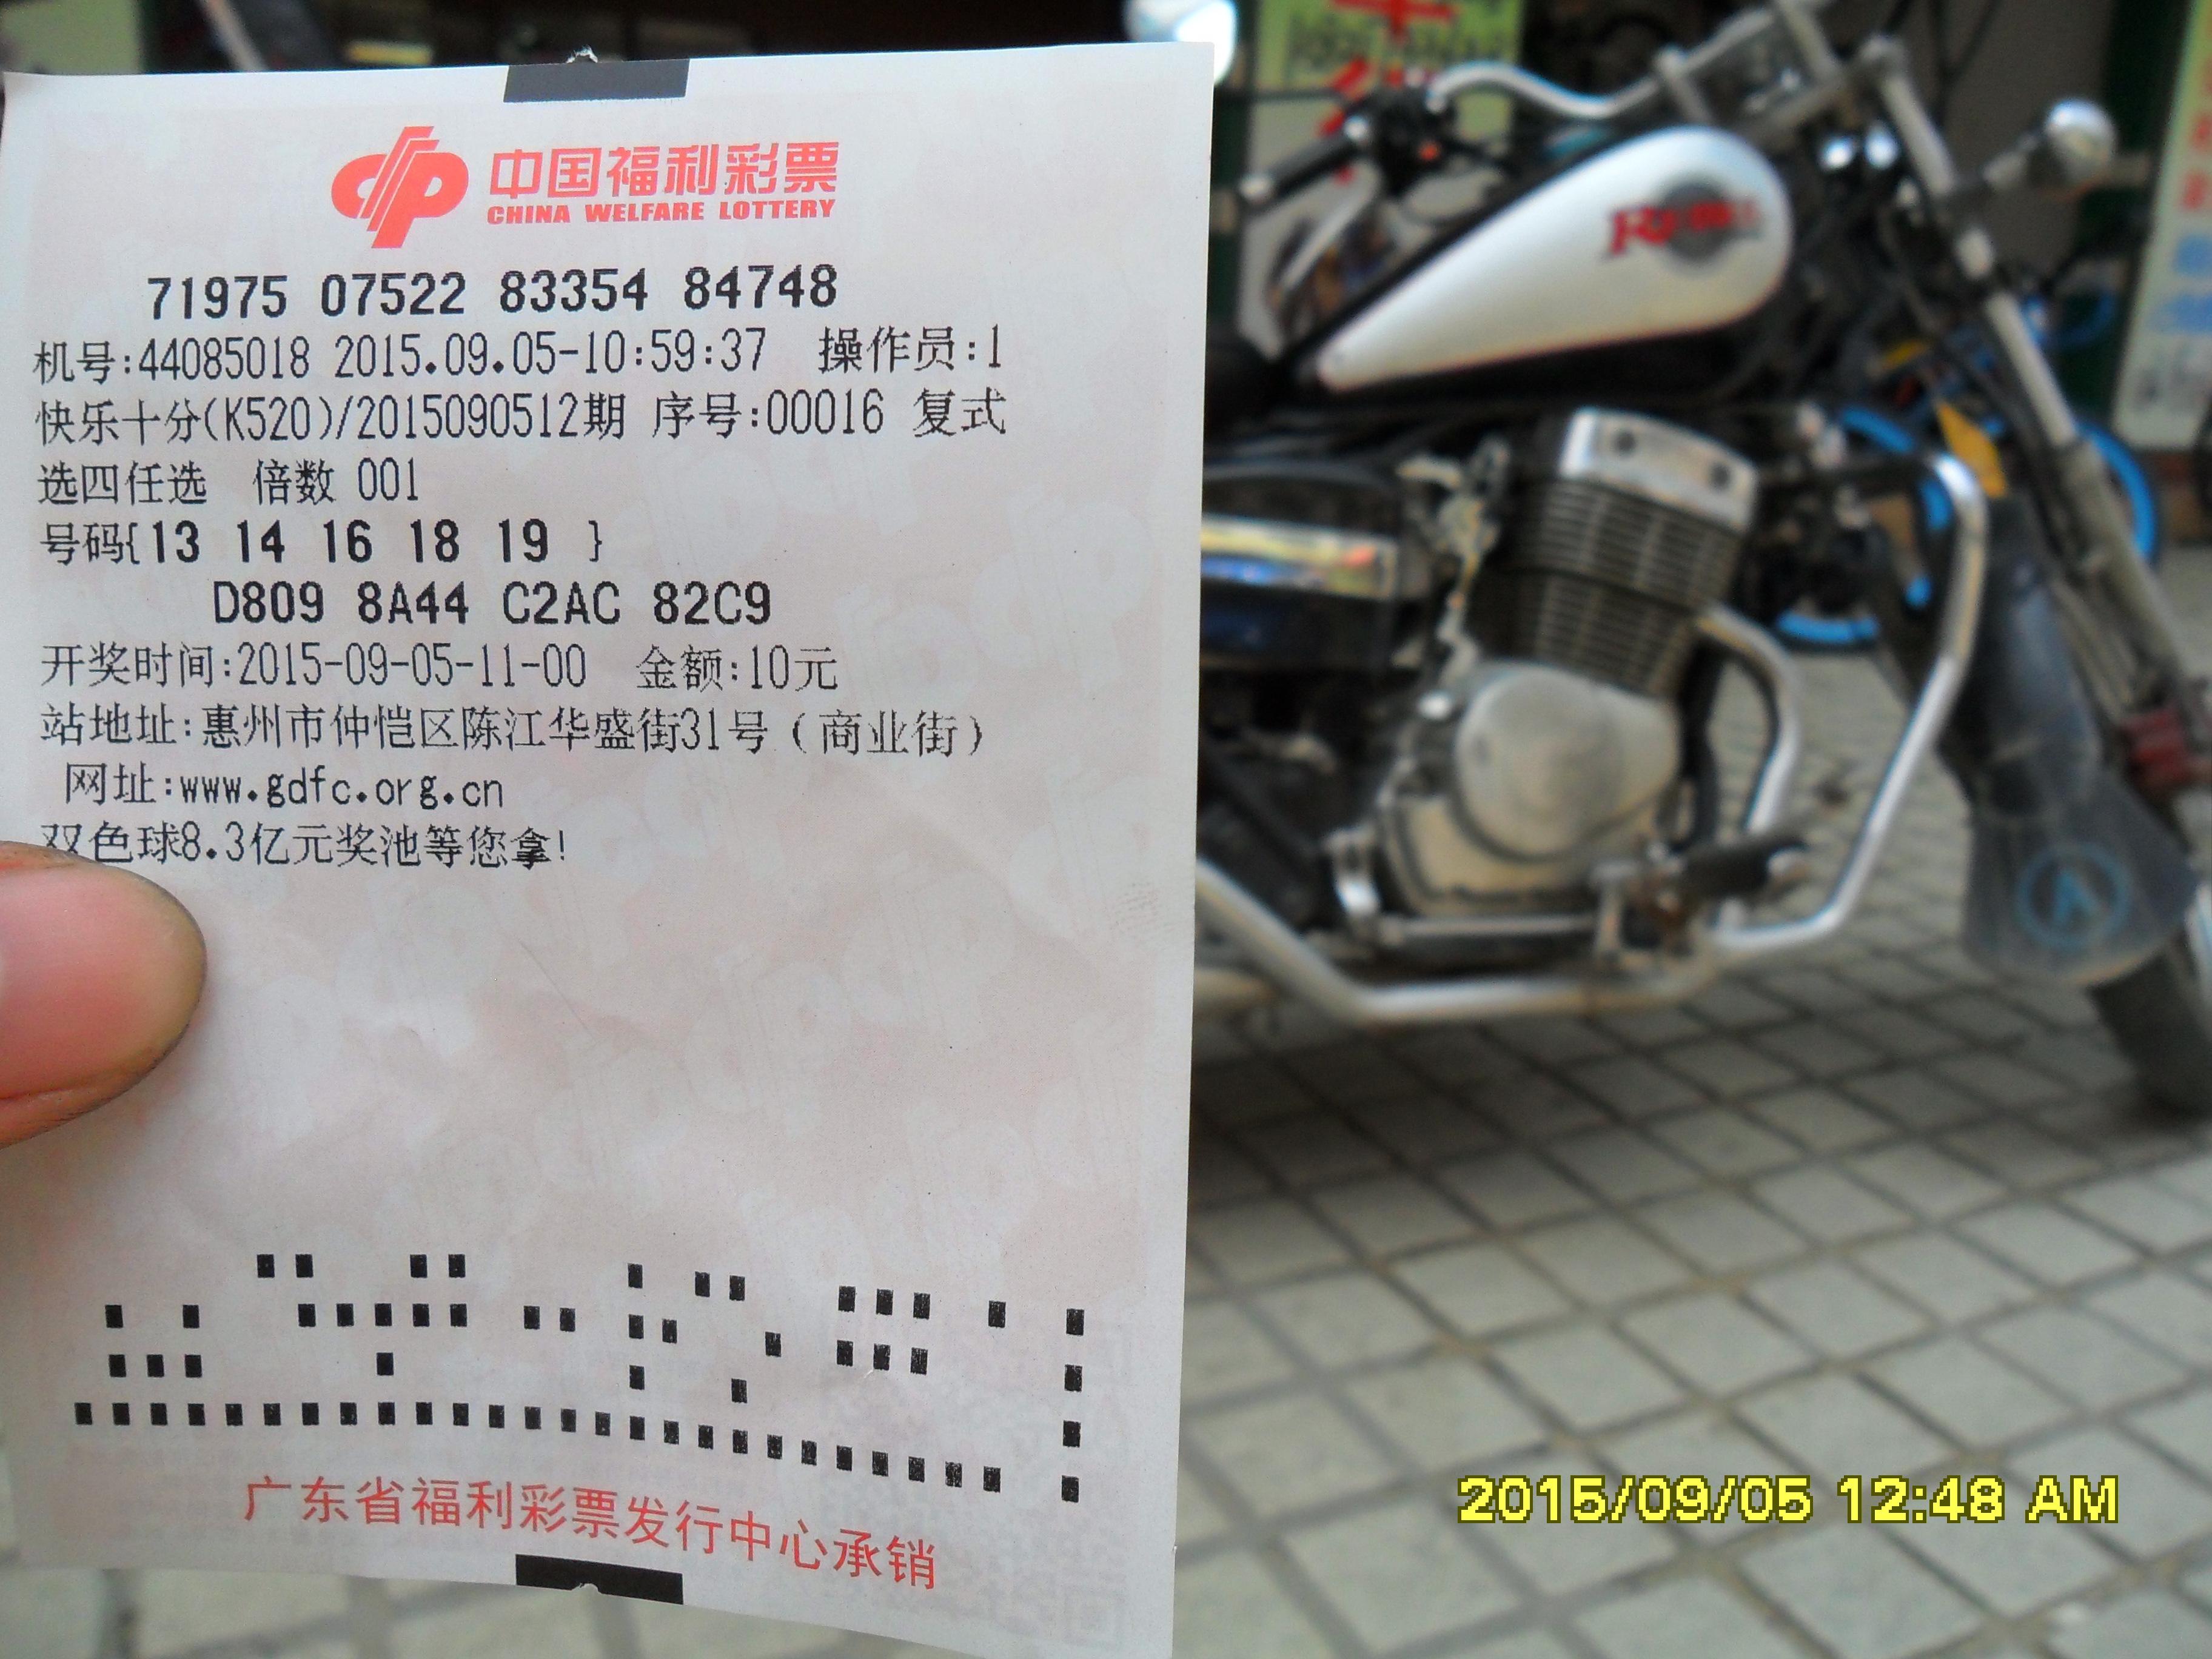 中国福利彩票
CHINA WELFARE LOTTERY
71975 07522 83354 84748
机号:44085018 2015.09.05-10:59:37 操作员:1
快乐十分(K520)/2015090512期 序号:00016 复式
选四任选 倍数 001
号码{13 14 16 18 19 }
D809 8A44 C2AC 82C9
开奖时间:2015-09-05-11-00 金额:10元
站地址:惠州市仲恺区陈江华盛街31号(商业街)
网址:www.gdfc.org.cn
双色球8.3亿元奖池等您拿!
广东省福利彩票发行中心承销
2015/09/05 12:48 AM